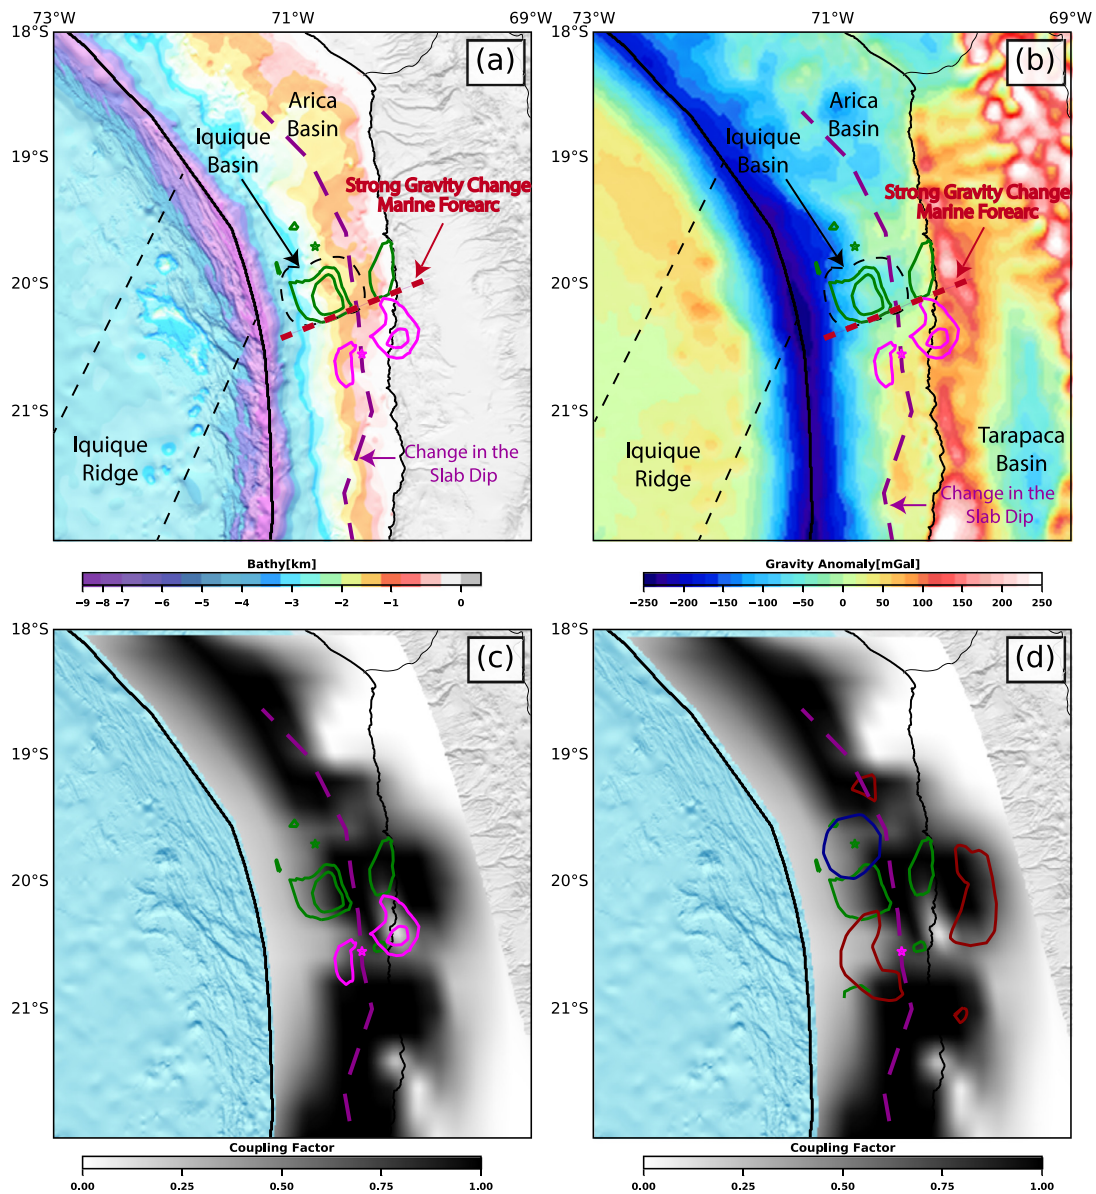 73°W 71°W 69°W
18°S
(a)
Arica
Basin
Iquique
Basin
19°S
Strong Gravity Change
Marine Forearc
20°S
21°S
Iquique
Ridge
Change in the
Slab Dip
Bathy[km]
−9 −8 −7 −6 −5 −4 −3 −2 −1 0
73°W 71°W 69°W
18°S
(b)
Arica
Basin
Iquique
Basin
19°S
Strong Gravity Change
Marine Forearc
20°S
21°S
Iquique
Ridge
Tarapaca
Basin
Change in the
Slab Dip
Gravity Anomaly[mGal]
−250 −200 −150 −100 −50 0 50 100 150 200 250
18°S
(c)
19°S
20°S
21°S
Coupling Factor
0.00 0.25 0.50 0.75 1.00
18°S
(d)
19°S
20°S
21°S
Coupling Factor
0.00 0.25 0.50 0.75 1.00